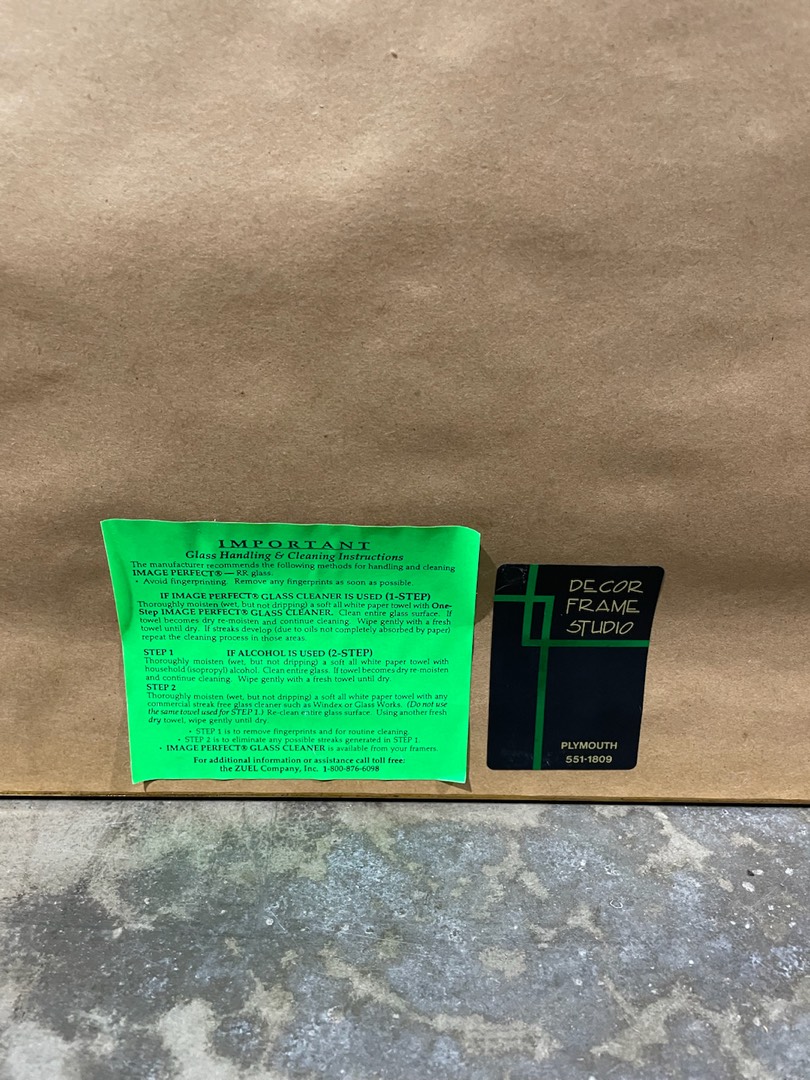 IMPORTANT
Glass Handling & Cleaning Instructions
The manufacturer recommends the following methods for handling and cleaning
IMAGE PERFECT® — RR glass:
• Avoid fingerprinting. Remove any fingerprints as soon as possible.
IF IMAGE PERFECT® GLASS CLEANER IS USED (1-STEP)
Thoroughly moisten (wet, but not dripping) a soft all white paper towel with One-
Step IMAGE PERFECT® GLASS CLEANER. Clean entire glass surface. If
towel becomes dry re-moisten and continue cleaning. Wipe gently with a fresh
towel until dry. If streaks develop (due to oils not completely absorbed by paper)
repeat the cleaning process in those areas.
STEP 1 IF ALCOHOL IS USED (2-STEP)
Thoroughly moisten (wet, but not dripping) a soft all white paper towel with
household (isopropyl) alcohol. Clean entire glass. If towel becomes dry re-moisten
and continue cleaning. Wipe gently with a fresh towel until dry.
STEP 2
Thoroughly moisten (wet, but not dripping) a soft all white paper towel with any
commercial streak free glass cleaner such as Windex or Glass Works. (Do not use
the same towel used for STEP 1.) Re-clean entire glass surface. Using another fresh
dry towel, wipe gently until dry.
• STEP 1 is to remove fingerprints and for routine cleaning.
• STEP 2 is to eliminate any possible streaks generated in STEP 1
• IMAGE PERFECT® GLASS CLEANER is available from your framers.
For additional information or assistance call toll free:
the ZUEL Company, Inc. 1-800-876-6098
DECOR
FRAME
STUDIO
PLYMOUTH
551-1809